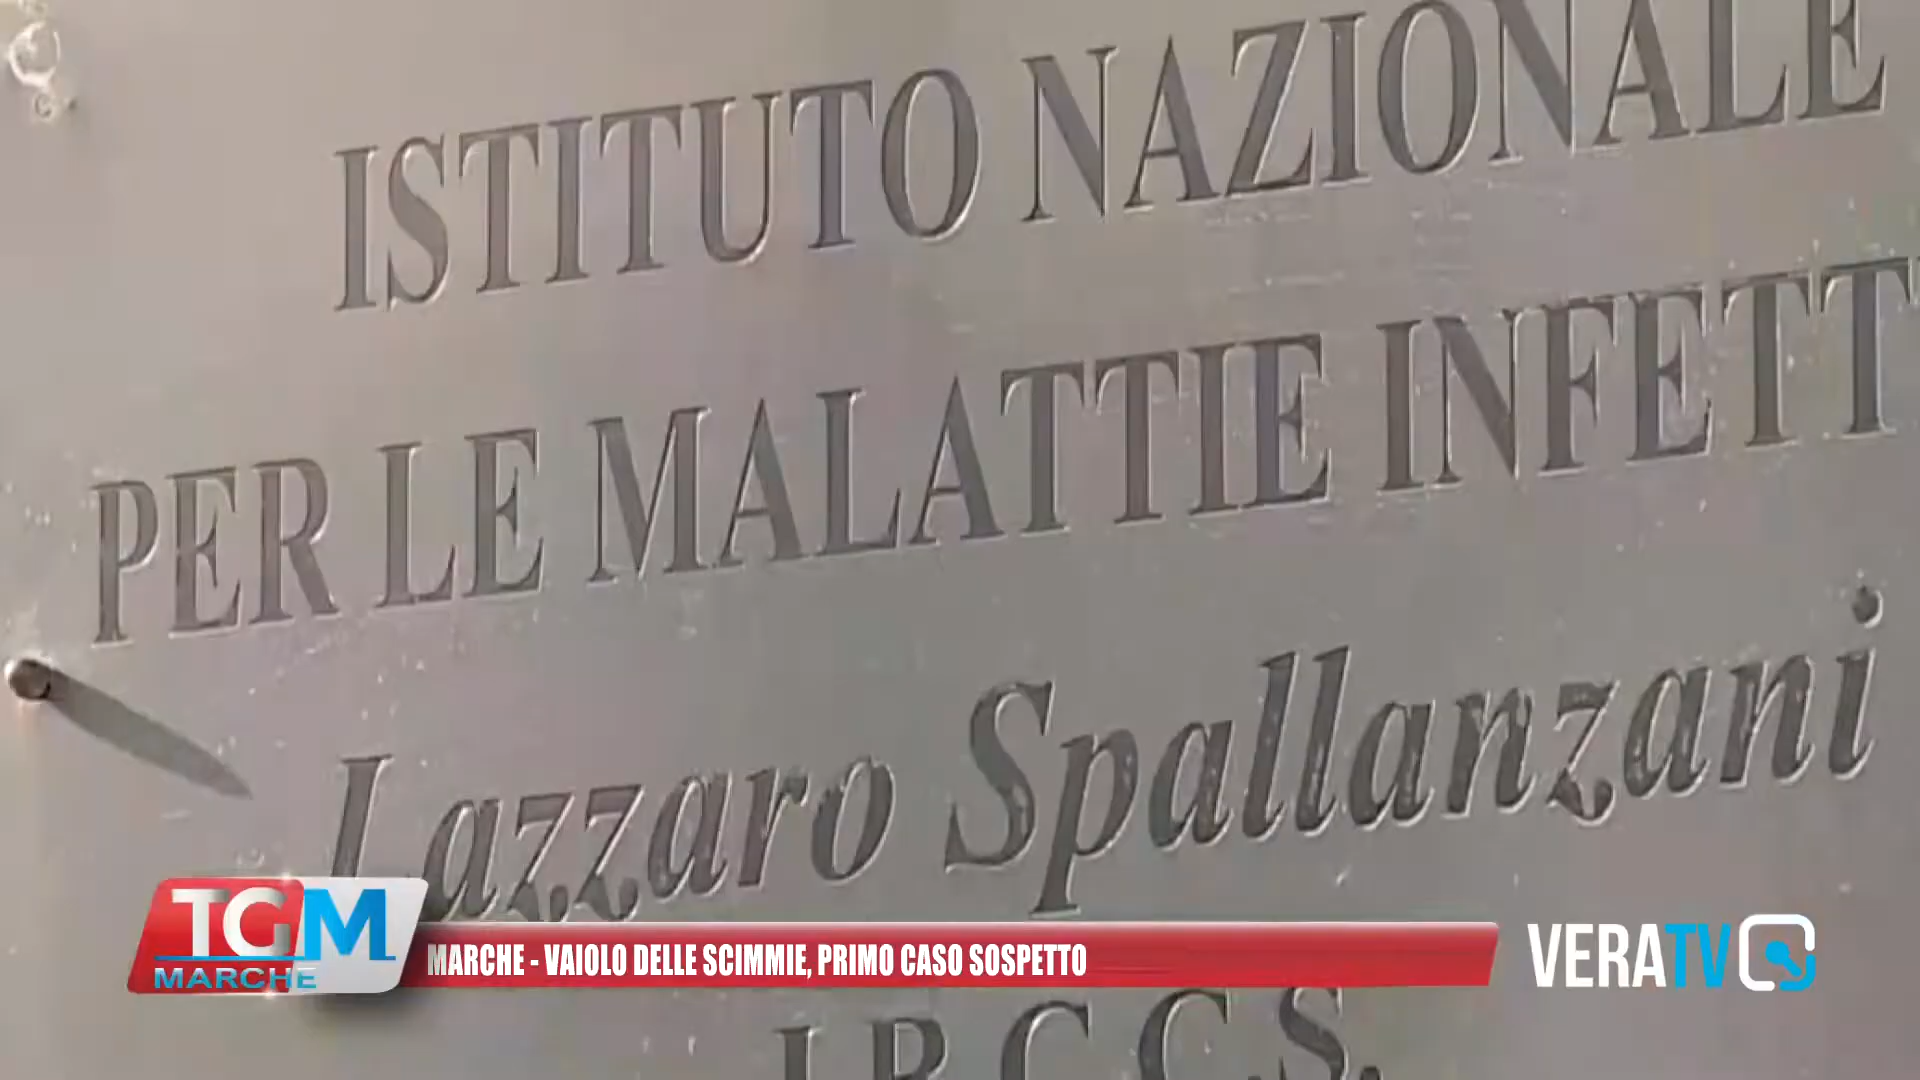 ISTITUTO NAZIONALE
PER LE MALATTIE INFETT
Lazzaro Spallanzani
TGM
MARCHE
MARCHE - VAIOLO DELLE SCIMMIE, PRIMO CASO SOSPETTO
VERATV
I.R.C.C.S.